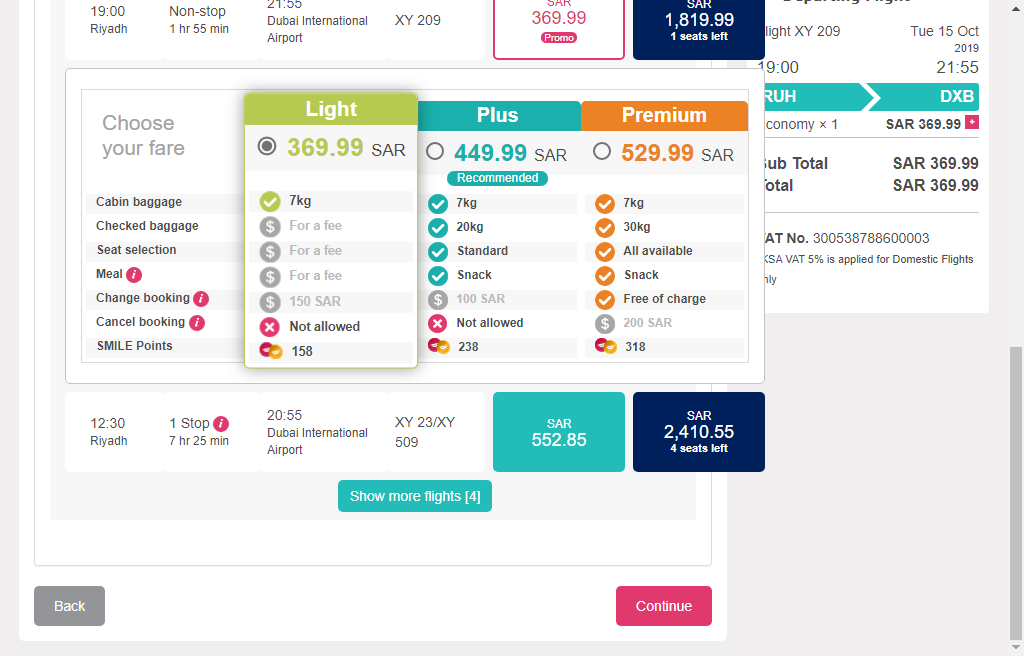 19:00
Riyadh
Non-stop
1 hr 55 min
21:55
Dubai International
Airport
XY 209
SAR
369.99
Promo
SAR
1,819.99
1 seats left
Choose
your fare
Light
369.99 SAR
Plus
449.99 SAR
Recommended
Premium
529.99 SAR
Cabin baggage 7kg 7kg 7kg
Checked baggage For a fee 20kg 30kg
Seat selection For a fee Standard All available
Meal i For a fee Snack Snack
Change booking i 150 SAR 100 SAR Free of charge
Cancel booking i Not allowed Not allowed 200 SAR
SMILE Points 158 238 318
12:30
Riyadh
1 Stop i
7 hr 25 min
20:55
Dubai International
Airport
XY 23/XY
509
SAR
552.85
SAR
2,410.55
4 seats left
Show more flights [4]
Back
Continue
light XY 209 Tue 15 Oct
2019
19:00 21:55
RUH DXB
conomy × 1 SAR 369.99 +
ub Total SAR 369.99
otal SAR 369.99
AT No. 300538788600003
KSA VAT 5% is applied for Domestic Flights
nly